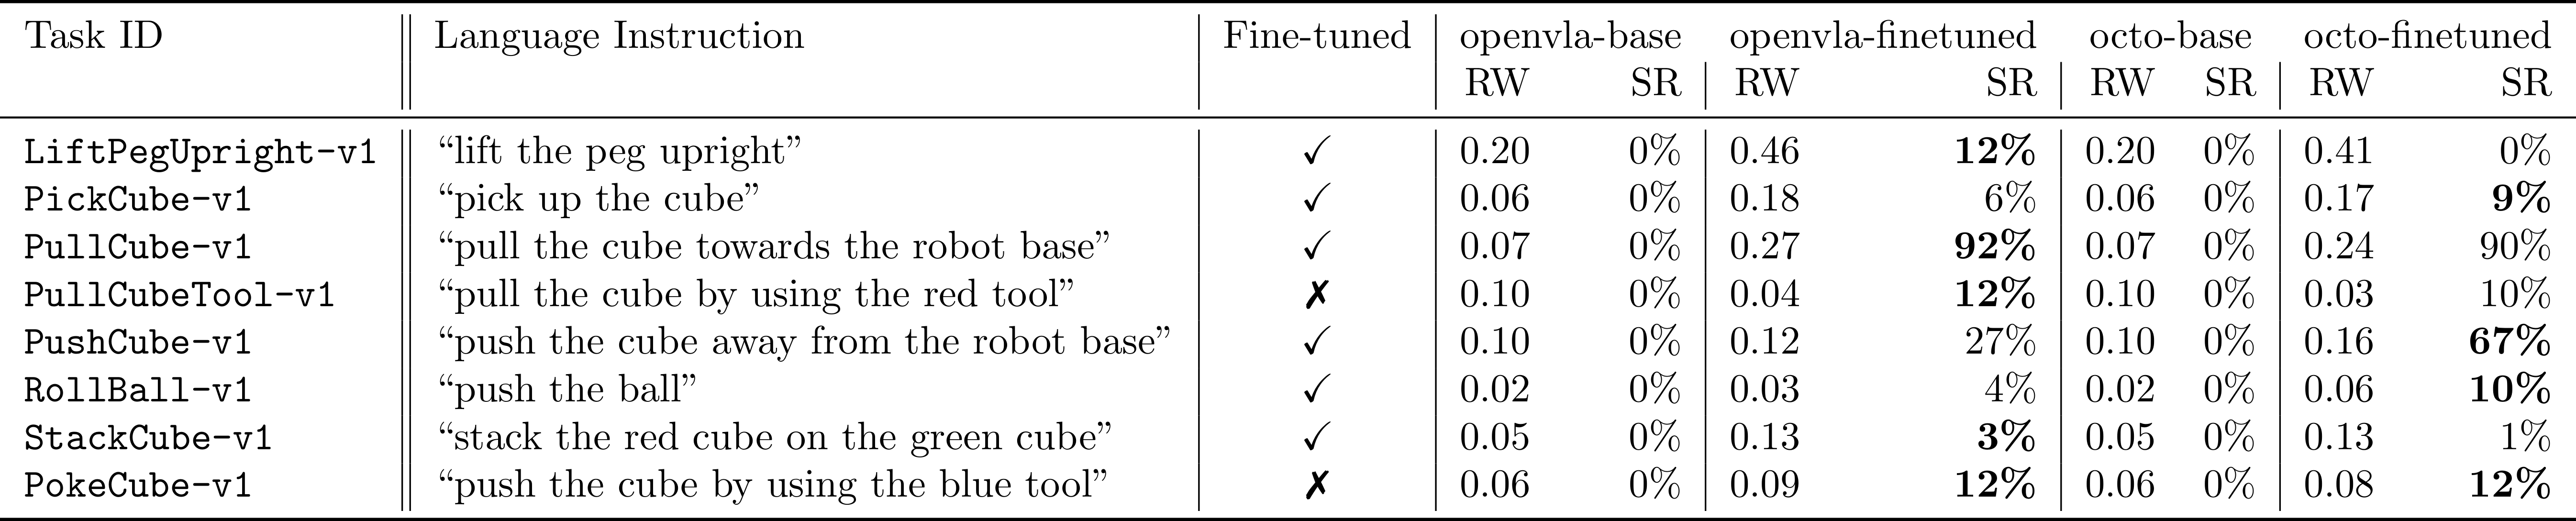 Task ID Language Instruction Fine-tuned openvla-base openvla-finetuned octo-base octo-finetuned
RW SR RW SR RW SR RW SR
LiftPegUpright-v1 “lift the peg upright” ✓ 0.20 0% 0.46 12% 0.20 0% 0.41 0%
PickCube-v1 “pick up the cube” ✓ 0.06 0% 0.18 6% 0.06 0% 0.17 9%
PullCube-v1 “pull the cube towards the robot base” ✓ 0.07 0% 0.27 92% 0.07 0% 0.24 90%
PullCubeTool-v1 “pull the cube by using the red tool” ✗ 0.10 0% 0.04 12% 0.10 0% 0.03 10%
PushCube-v1 “push the cube away from the robot base” ✓ 0.10 0% 0.12 27% 0.10 0% 0.16 67%
RollBall-v1 “push the ball” ✓ 0.02 0% 0.03 4% 0.02 0% 0.06 10%
StackCube-v1 “stack the red cube on the green cube” ✓ 0.05 0% 0.13 3% 0.05 0% 0.13 1%
PokeCube-v1 “push the cube by using the blue tool” ✗ 0.06 0% 0.09 12% 0.06 0% 0.08 12%